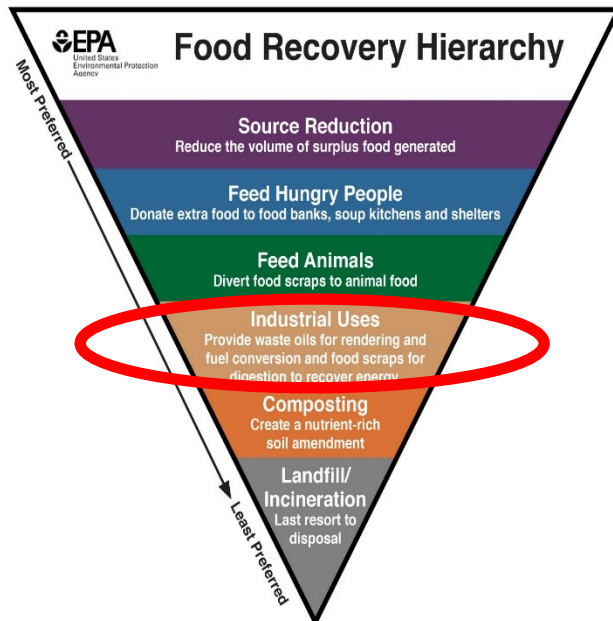 EPA
United States
Environmental Protection
Agency
Food Recovery Hierarchy
Most Preferred
Source Reduction
Reduce the volume of surplus food generated
Feed Hungry People
Donate extra food to food banks, soup kitchens and shelters
Feed Animals
Divert food scraps to animal food
Industrial Uses
Provide waste oils for rendering and
fuel conversion and food scraps for
digestion to recover energy
Composting
Create a nutrient-rich
soil amendment
Landfill/
Incineration
Last resort to
disposal
Least Preferred